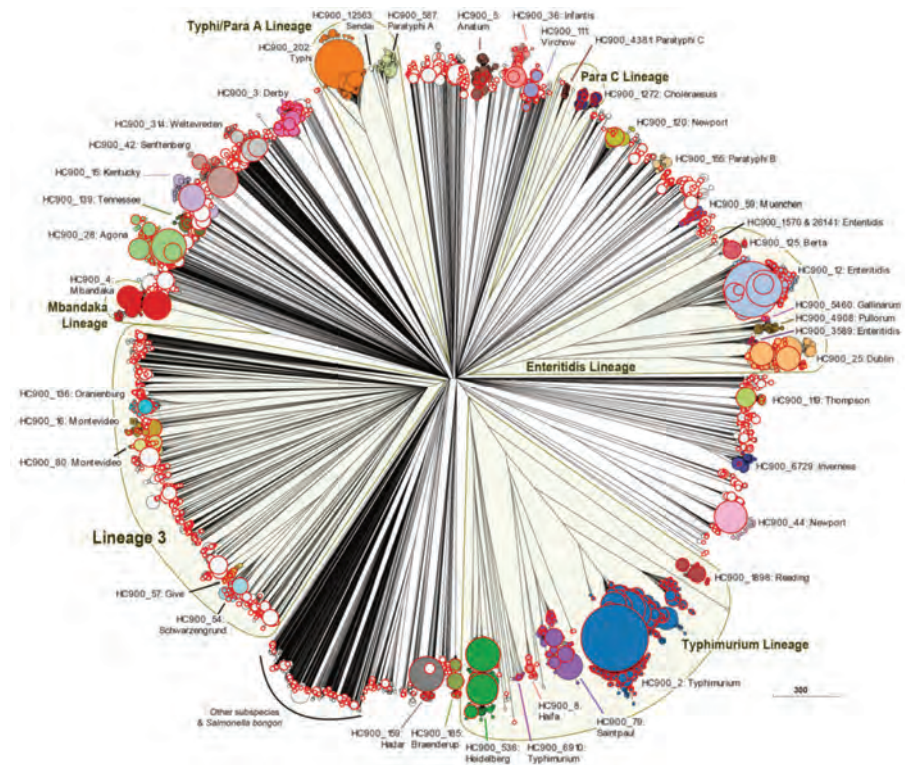 Typhi/Para A Lineage
HC900_12563:
Sendai
HC900_587:
Paratyphi A
HC900_5:
Anatum
HC900_36: Infantis
HC900_111:
Virchow
HC900_4381: Paratyphi C
HC900_202:
Typhi
Para C Lineage
HC900_1272: Choleraesuis
HC900_3: Derby
HC900_120: Newport
HC900_314: Weltevreden
HC900_42: Senftenberg
HC900_155: Paratyphi B
HC900_15: Kentucky
HC900_139: Tennessee
HC900_59: Muenchen
HC900_1570 & 26141: Enteritidis
HC900_125: Berta
HC900_26: Agona
HC900_12: Enteritidis
HC900_4:
Mbandaka
HC900_5460: Gallinarum
HC900_4908: Pullorum
HC900_3589: Enteritidis
Mbandaka
Lineage
HC900_25: Dublin
Enteritidis Lineage
HC900_136: Oranienburg
HC900_119: Thompson
HC900_16: Montevideo
HC900_80: Montevideo
HC900_6729: Inverness
HC900_44: Newport
Lineage 3
HC900_1898: Reading
HC900_57: Give
HC900_54:
Schwarzengrund
Typhimurium Lineage
HC900_2: Typhimurium
300
Other subspecies
& Salmonella bongori
HC900_159:
Hadar
HC900_185:
Braenderup
HC900_8:
Haifa
HC900_79:
Saintpaul
HC900_536:
Heidelberg
HC900_6910:
Typhimurium